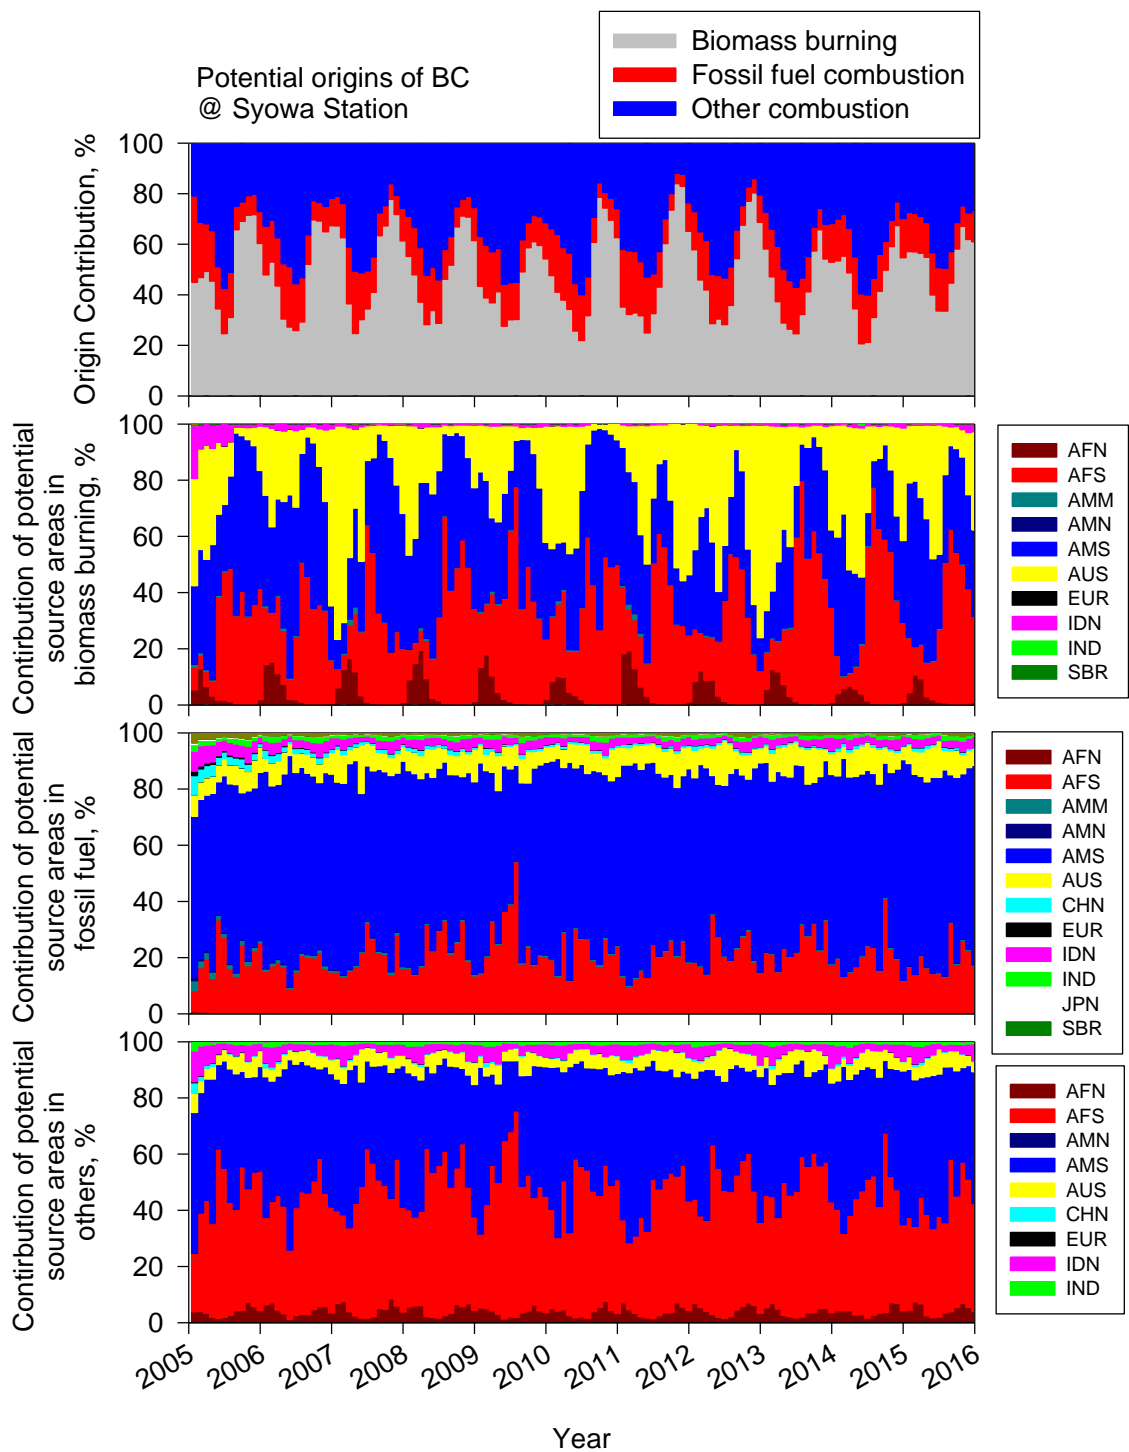 Biomass burning
Fossil fuel combustion
Other combustion
Potential origins of BC
@ Syowa Station
Origin Contribution, %
100
80
60
40
20
0
Contirbution of potential
source areas in
biomass burning, %
100
80
60
40
20
0
AFN
AFS
AMM
AMN
AMS
AUS
EUR
IDN
IND
SBR
Contirbution of potential
source areas in
fossil fuel, %
100
80
60
40
20
0
AFN
AFS
AMM
AMN
AMS
AUS
CHN
EUR
IDN
IND
JPN
SBR
Contirbution of potential
source areas in
others, %
100
80
60
40
20
0
AFN
AFS
AMN
AMS
AUS
CHN
EUR
IDN
IND
2005 2006 2007 2008 2009 2010 2011 2012 2013 2014 2015 2016
Year